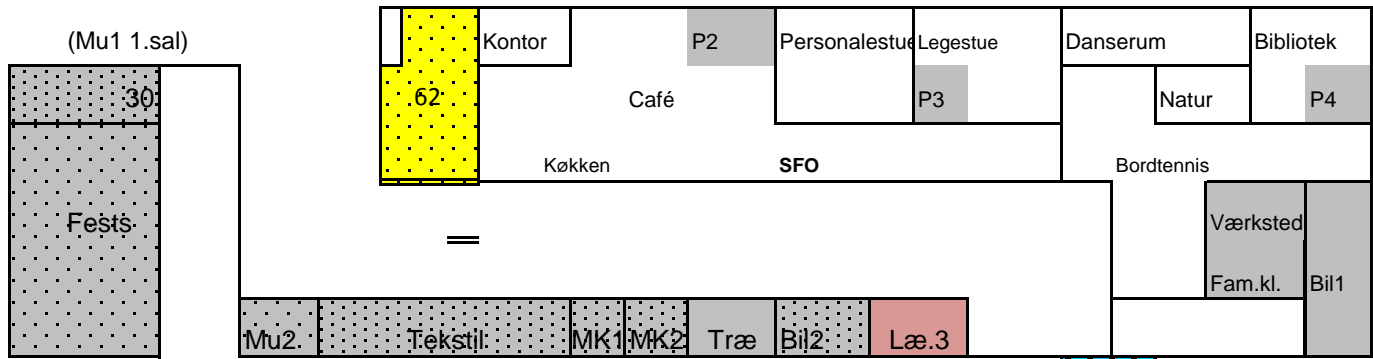 (Mu1 1.sal)
Kontor
P2
Personalestue
Legestue
Danserum
Bibliotek
30
62
Café
P3
Natur
P4
Køkken
SFO
Bordtennis
Fests
Værksted
Fam.kl.
Bil1
Mu2
Tekstil
MK1
MK2
Træ
Bil2
Læ.3